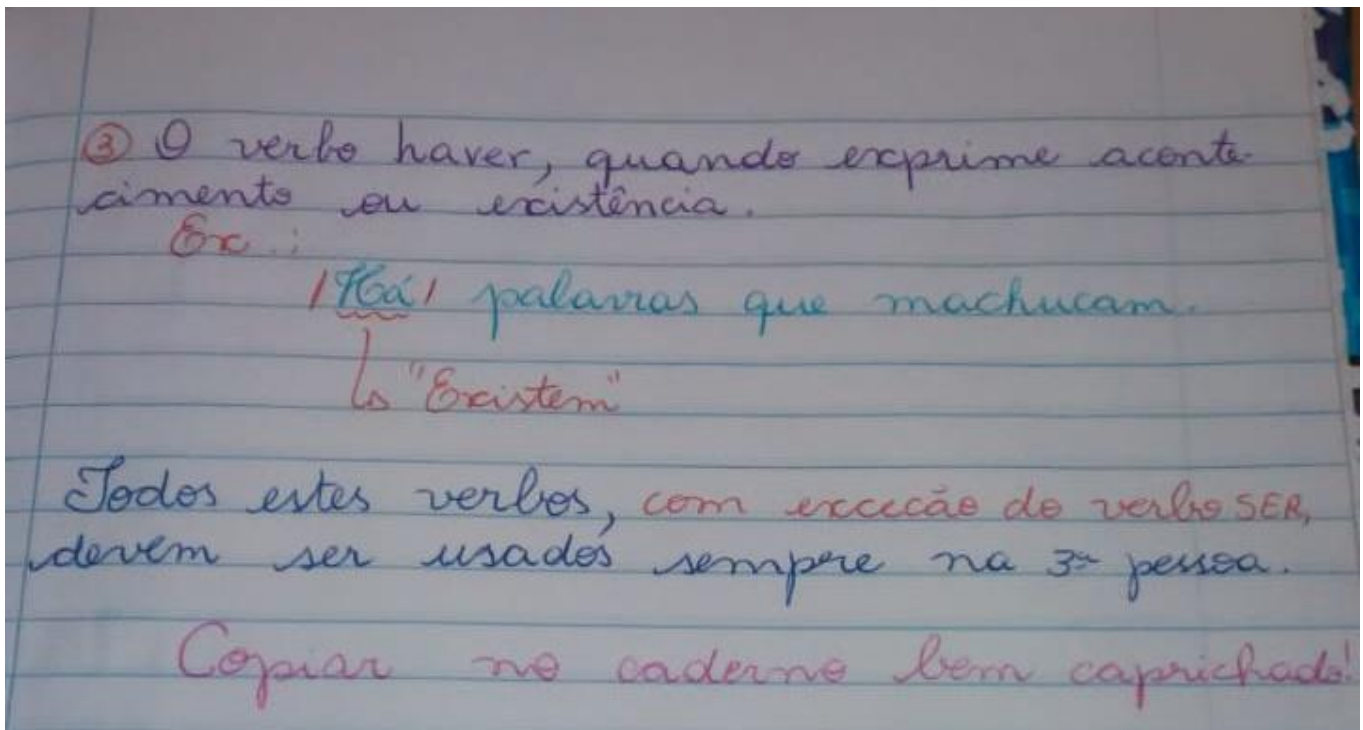 ③ O verbo haver, quando exprime aconte-
cimento ou existência.
Ex.:
/Há/ palavras que machucam.
↳ "Existem"
Todos estes verbos, com excecão do verbo SER,
devem ser usados sempre na 3ª pessoa.
Copiar no caderno bem caprichado!